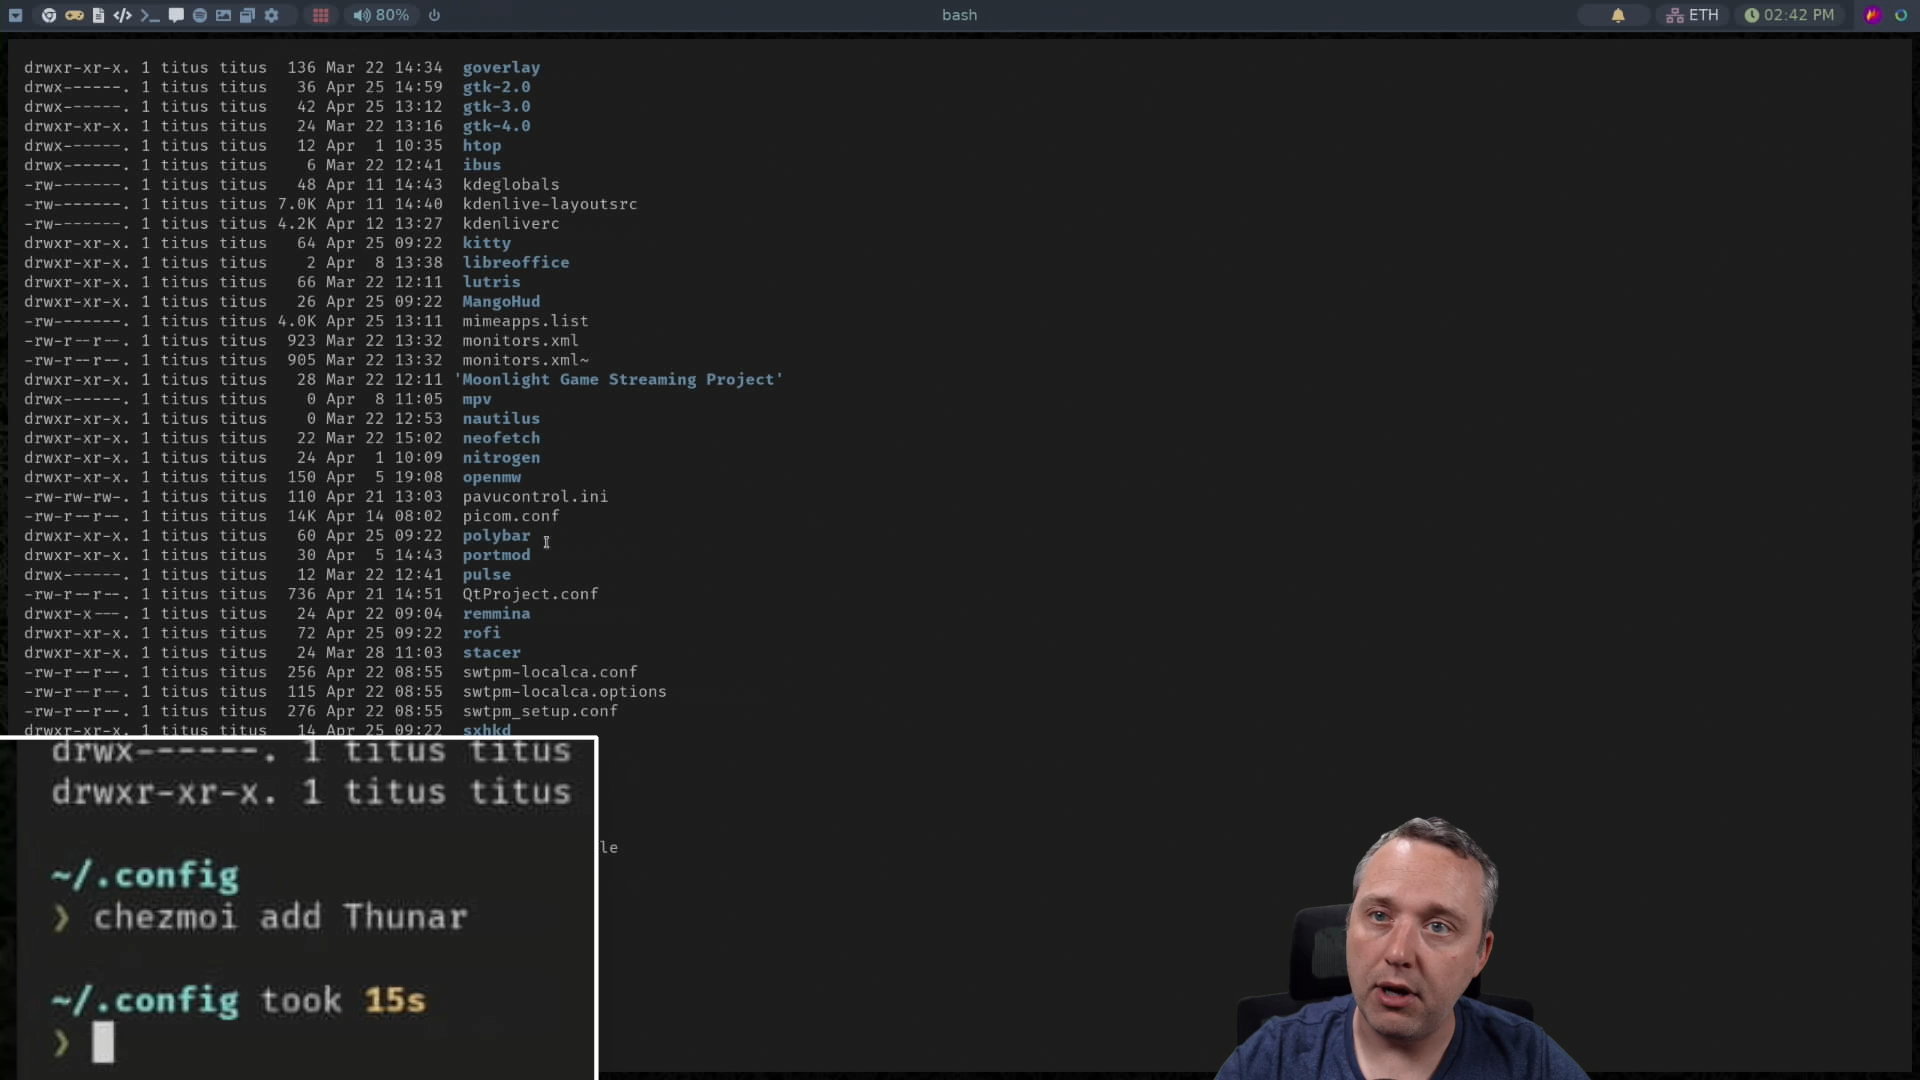 80%
bash
ETH
02:42 PM
drwxr-xr-x. 1 titus titus 136 Mar 22 14:34 goverlay
drwx------. 1 titus titus 36 Apr 25 14:59 gtk-2.0
drwx------. 1 titus titus 42 Apr 25 13:12 gtk-3.0
drwxr-xr-x. 1 titus titus 24 Mar 22 13:16 gtk-4.0
drwxr-xr-x. 1 titus titus 12 Apr 1 10:35 htop
drwx------. 1 titus titus 6 Mar 22 12:41 ibus
-rw-------. 1 titus titus 48 Apr 11 14:43 kdeglobals
-rw-------. 1 titus titus 7.0K Apr 11 14:40 kdenlive-layoutsrc
-rw-------. 1 titus titus 4.2K Apr 12 13:27 kdenliverc
drwxr-xr-x. 1 titus titus 64 Apr 25 09:22 kitty
drwxr-xr-x. 1 titus titus 2 Apr 8 13:38 libreoffice
drwxr-xr-x. 1 titus titus 66 Mar 22 12:11 lutris
drwxr-xr-x. 1 titus titus 26 Apr 25 09:22 MangoHud
-rw-------. 1 titus titus 4.0K Apr 25 13:11 mimeapps.list
-rw-r--r--. 1 titus titus 923 Mar 22 13:32 monitors.xml
-rw-r--r--. 1 titus titus 905 Mar 22 13:32 monitors.xml~
drwxr-xr-x. 1 titus titus 28 Mar 22 12:11 'Moonlight Game Streaming Project'
drwx------. 1 titus titus 0 Apr 8 11:05 mpv
drwxr-xr-x. 1 titus titus 0 Mar 22 12:53 nautilus
drwxr-xr-x. 1 titus titus 22 Mar 22 15:02 neofetch
drwxr-xr-x. 1 titus titus 24 Apr 1 10:09 nitrogen
drwxr-xr-x. 1 titus titus 150 Apr 5 19:08 openmw
-rw-rw-rw-. 1 titus titus 110 Apr 21 13:03 pavucontrol.ini
-rw-r--r--. 1 titus titus 14K Apr 14 08:02 picom.conf
drwxr-xr-x. 1 titus titus 60 Apr 25 09:22 polybar
drwxr-xr-x. 1 titus titus 30 Apr 5 14:43 portmod
drwx------. 1 titus titus 12 Mar 22 12:41 pulse
-rw-r--r--. 1 titus titus 736 Apr 21 14:51 QtProject.conf
drwxr-x---. 1 titus titus 24 Apr 22 09:04 remmina
drwxr-xr-x. 1 titus titus 72 Apr 25 09:22 rofi
drwxr-xr-x. 1 titus titus 24 Mar 28 11:03 stacer
-rw-r--r--. 1 titus titus 256 Apr 22 08:55 swtpm-localca.conf
-rw-r--r--. 1 titus titus 115 Apr 22 08:55 swtpm-localca.options
-rw-r--r--. 1 titus titus 276 Apr 22 08:55 swtpm_setup.conf
drwxr-xr-x. 1 titus titus 14 Apr 25 09:22 sxhkd
drwx------. 1 titus titus
drwxr-xr-x. 1 titus titus
le
~/.config
❯ chezmoi add Thunar
~/.config took 15s
❯